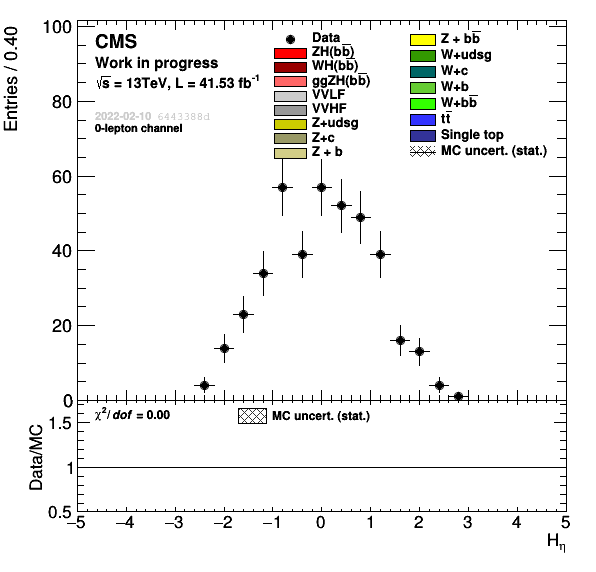 CMS
Work in progress
√s = 13TeV, L = 41.53 fb⁻¹
2022-02-10 6443388d
0-lepton channel
Data
ZH(bb̅)
WH(bb̅)
ggZH(bb̅)
VVLF
VVHF
Z+udsg
Z+c
Z + b
Z + bb̅
W+udsg
W+c
W+b
W+bb̅
tt̅
Single top
MC uncert. (stat.)
Entries / 0.40
100
80
60
40
20
0
χ²/dof = 0.00
MC uncert. (stat.)
Data/MC
1.5
1
0.5
−5 −4 −3 −2 −1 0 1 2 3 4 5
Hη